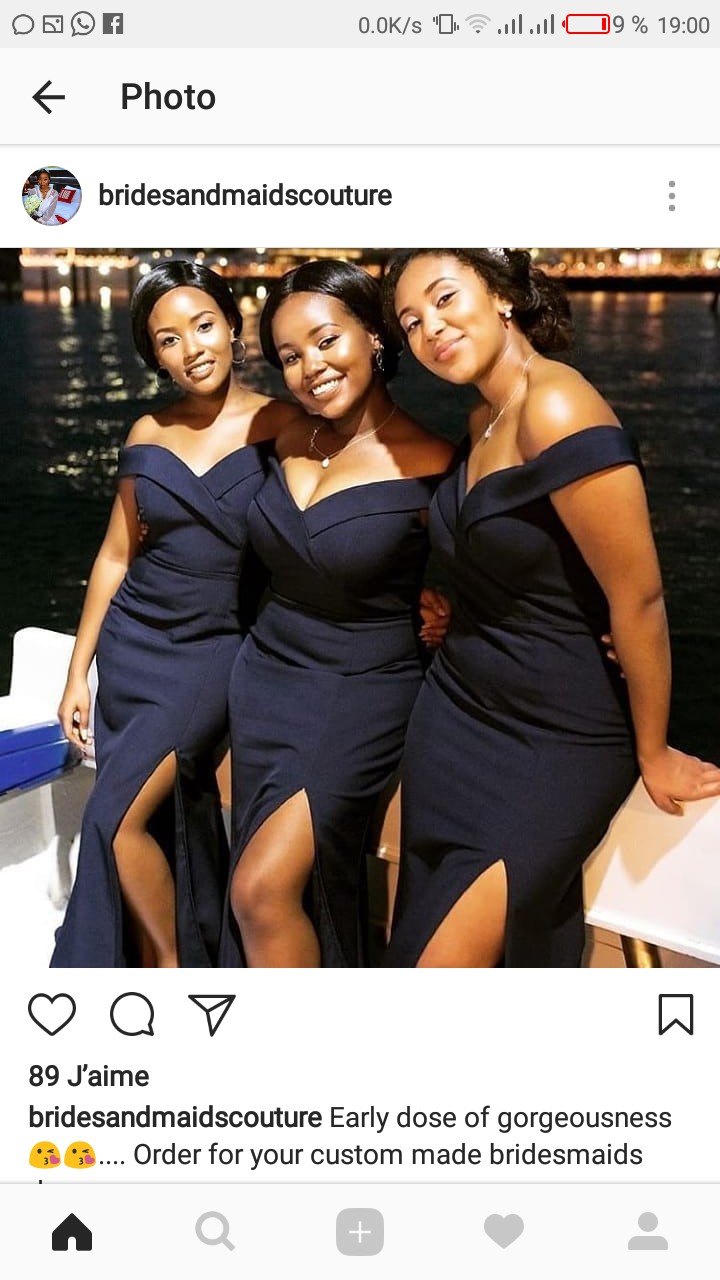 0.0K/s 9 % 19:00
Photo
bridesandmaidscouture
89 J’aime
bridesandmaidscouture Early dose of gorgeousness
😘😘.... Order for your custom made bridesmaids